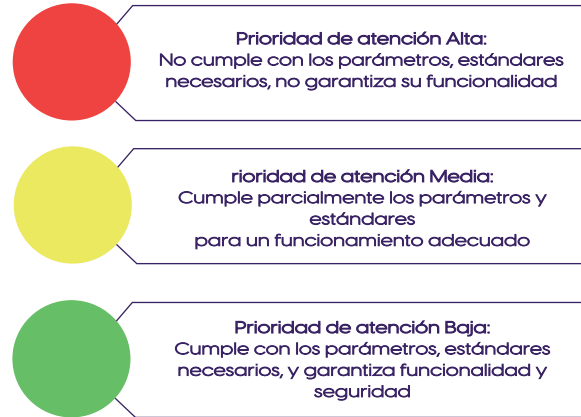 Prioridad de atención Alta:
No cumple con los parámetros, estándares
necesarios, no garantiza su funcionalidad
rioridad de atención Media:
Cumple parcialmente los parámetros y
estándares
para un funcionamiento adecuado
Prioridad de atención Baja:
Cumple con los parámetros, estándares
necesarios, y garantiza funcionalidad y
seguridad